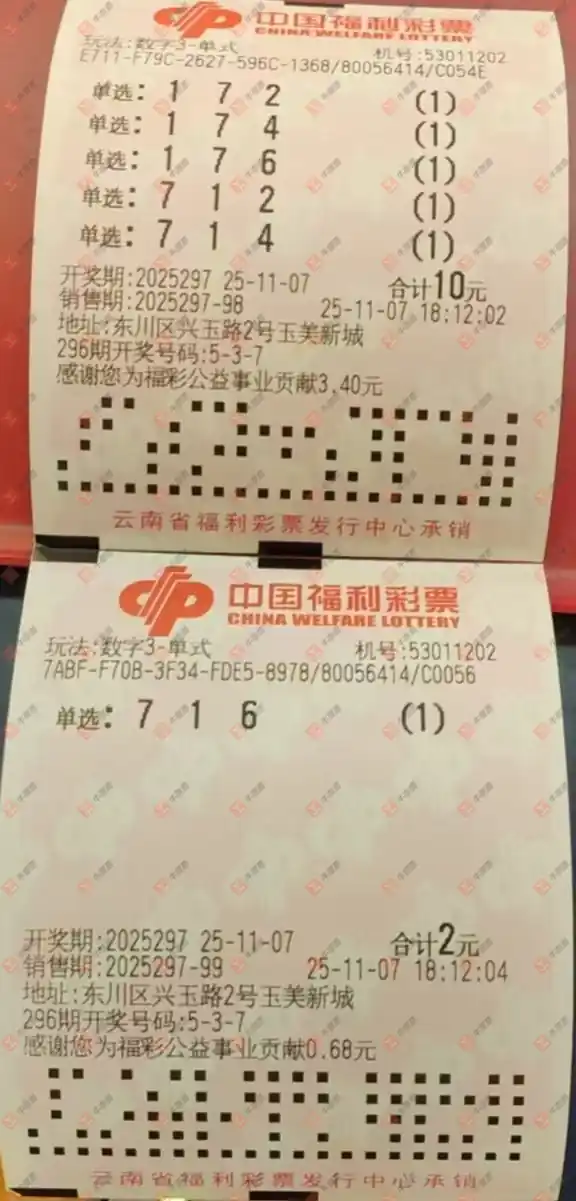 中国福利彩票
CHINA WELFARE LOTTERY
玩法:数字3-单式 机号:53011202
E711-F79C-2627-596C-1368/80056414/C054E
单选: 1 7 2 (1)
单选: 1 7 4 (1)
单选: 1 7 6 (1)
单选: 7 1 2 (1)
单选: 7 1 4 (1)
开奖期:2025297 25-11-07 合计10元
销售期:2025297-98 25-11-07 18:12:02
地址:东川区兴玉路2号玉美新城
296期开奖号码:5-3-7
感谢您为福彩公益事业贡献3.40元
云南省福利彩票发行中心承销
中国福利彩票
CHINA WELFARE LOTTERY
玩法:数字3-单式 机号:53011202
7ABF-F70B-3F34-FDE5-8978/80056414/C0056
单选: 7 1 6 (1)
开奖期:2025297 25-11-07 合计2元
销售期:2025297-99 25-11-07 18:12:04
地址:东川区兴玉路2号玉美新城
296期开奖号码:5-3-7
感谢您为福彩公益事业贡献0.68元
云南省福利彩票发行中心承销